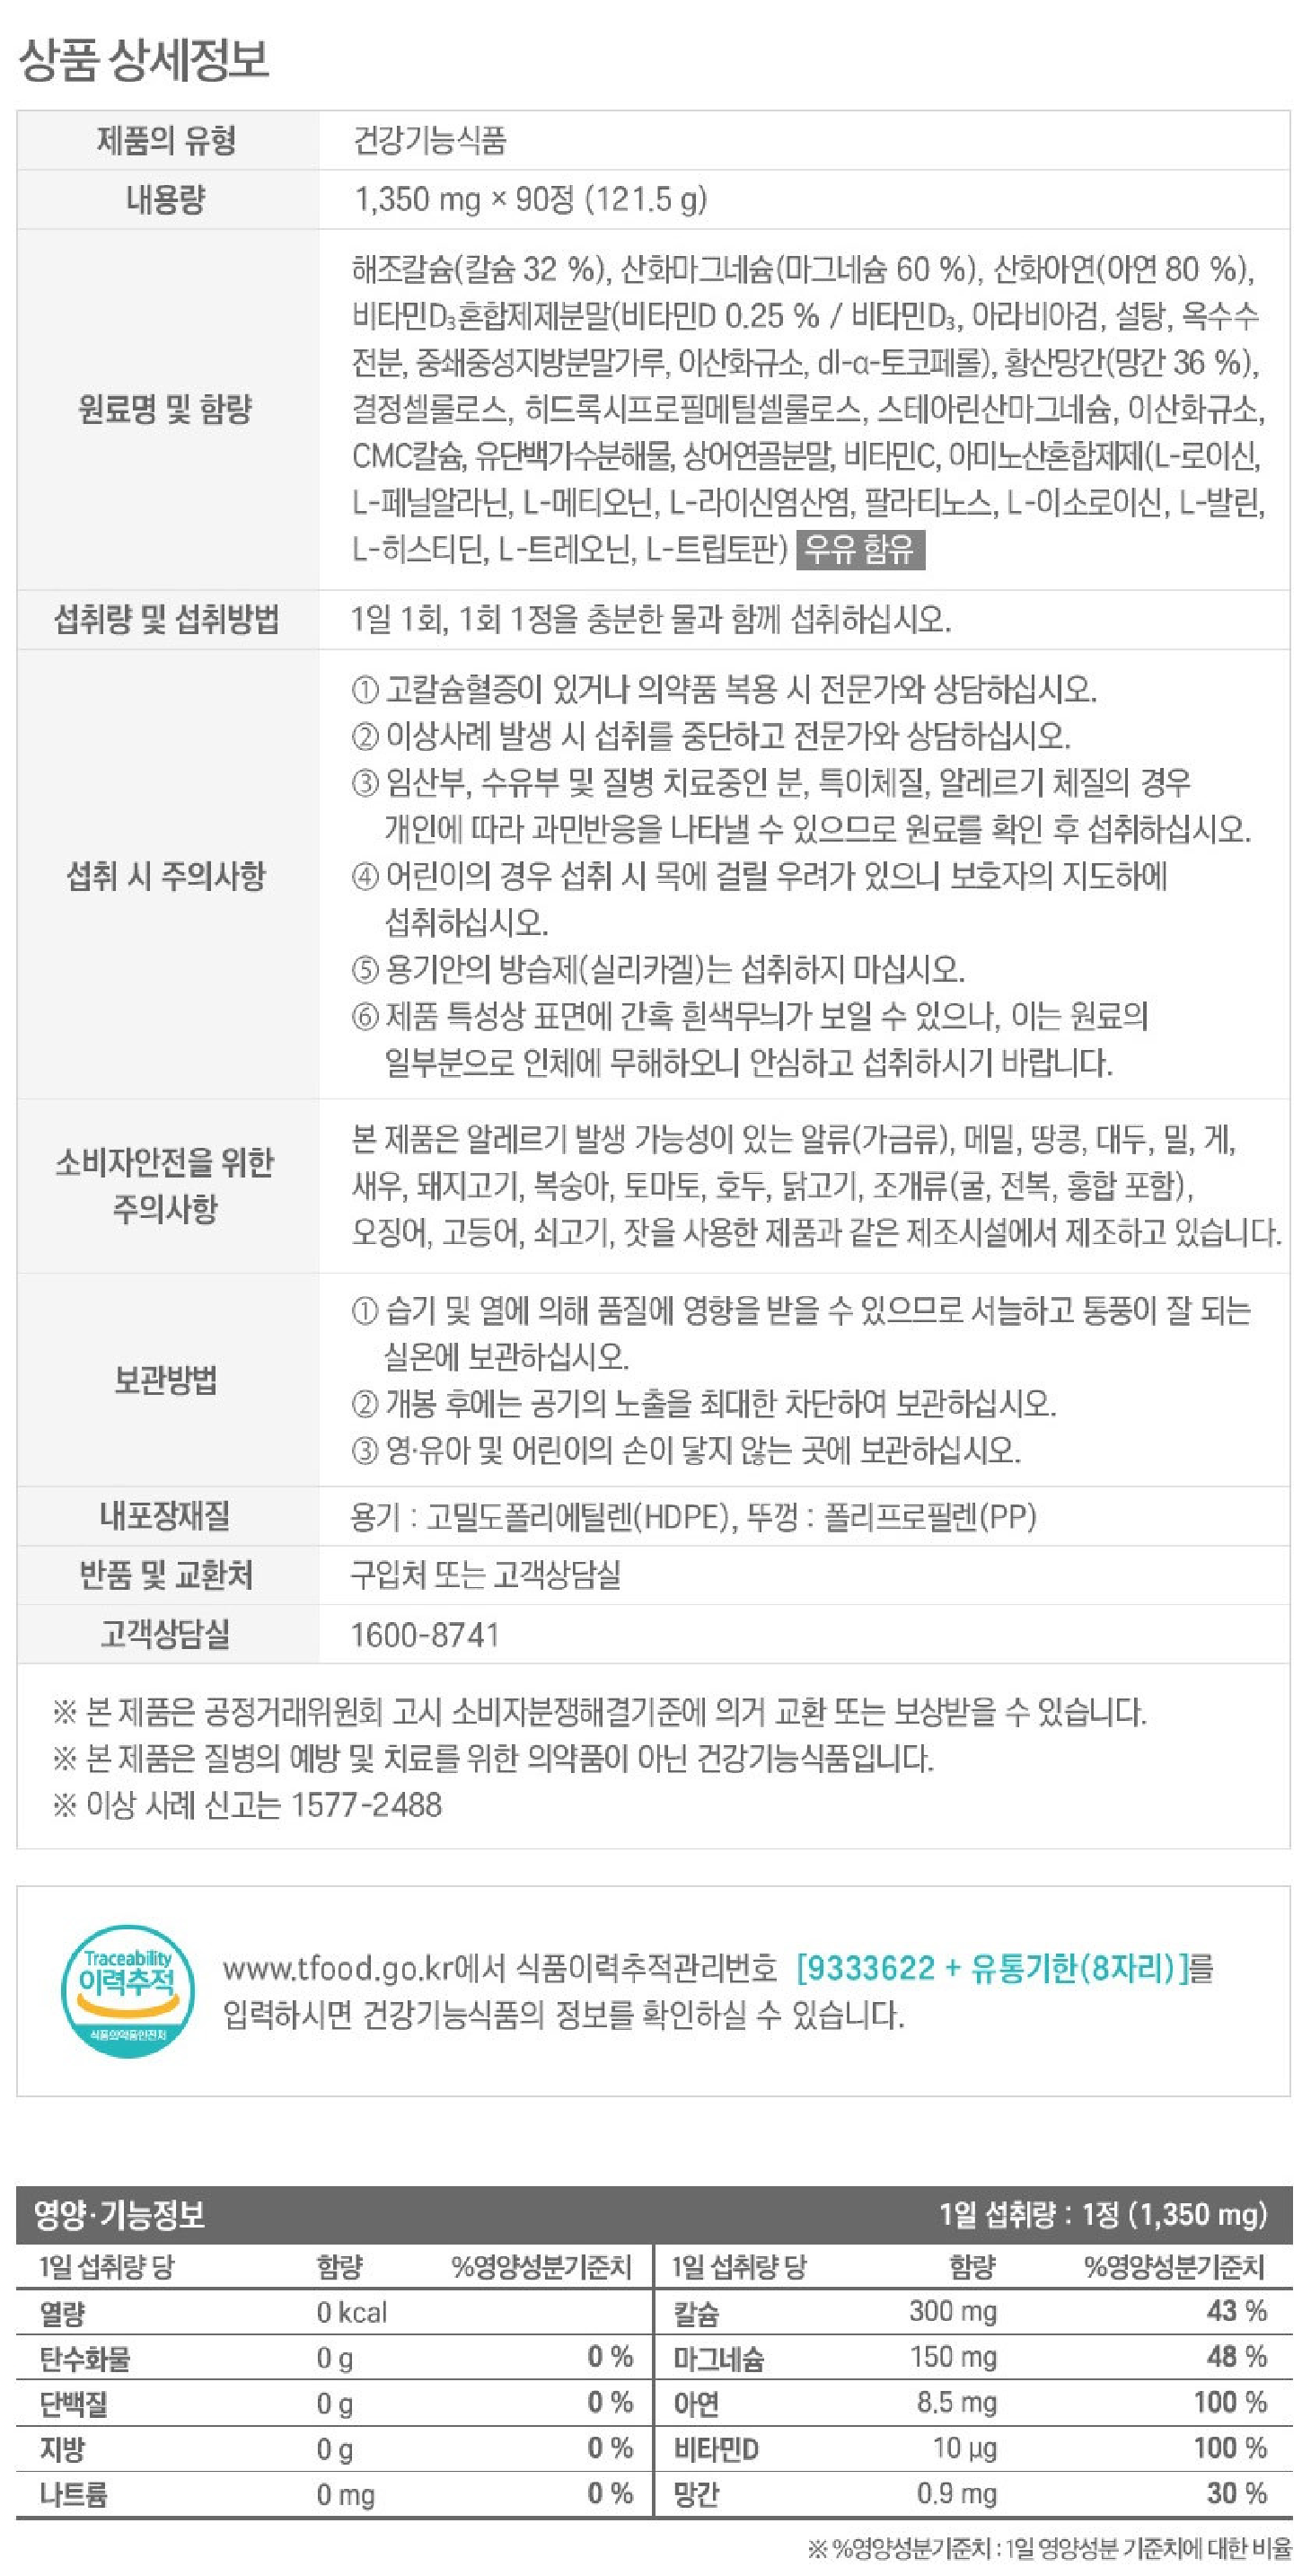 상품 상세정보
제품의 유형 건강기능식품
내용량 1,350 mg × 90정 (121.5 g)
원료명 및 함량
해조칼슘(칼슘 32 %), 산화마그네슘(마그네슘 60 %), 산화아연(아연 80 %),
비타민D₃혼합제제분말(비타민D 0.25 % / 비타민D₃, 아라비아검, 설탕, 옥수수
전분, 중쇄중성지방분말가루, 이산화규소, dl-α-토코페롤), 황산망간(망간 36 %),
결정셀룰로스, 히드록시프로필메틸셀룰로스, 스테아린산마그네슘, 이산화규소,
CMC칼슘, 유단백가수분해물, 상어연골분말, 비타민C, 아미노산혼합제제(L-로이신,
L-페닐알라닌, L-메티오닌, L-라이신염산염, 팔라티노스, L-이소로이신, L-발린,
L-히스티딘, L-트레오닌, L-트립토판) 우유 함유
섭취량 및 섭취방법 1일 1회, 1회 1정을 충분한 물과 함께 섭취하십시오.
섭취 시 주의사항
① 고칼슘혈증이 있거나 의약품 복용 시 전문가와 상담하십시오.
② 이상사례 발생 시 섭취를 중단하고 전문가와 상담하십시오.
③ 임산부, 수유부 및 질병 치료중인 분, 특이체질, 알레르기 체질의 경우
개인에 따라 과민반응을 나타낼 수 있으므로 원료를 확인 후 섭취하십시오.
④ 어린이의 경우 섭취 시 목에 걸릴 우려가 있으니 보호자의 지도하에
섭취하십시오.
⑤ 용기안의 방습제(실리카겔)는 섭취하지 마십시오.
⑥ 제품 특성상 표면에 간혹 흰색무늬가 보일 수 있으나, 이는 원료의
일부분으로 인체에 무해하오니 안심하고 섭취하시기 바랍니다.
소비자안전을 위한
주의사항
본 제품은 알레르기 발생 가능성이 있는 알류(가금류), 메밀, 땅콩, 대두, 밀, 게,
새우, 돼지고기, 복숭아, 토마토, 호두, 닭고기, 조개류(굴, 전복, 홍합 포함),
오징어, 고등어, 쇠고기, 잣을 사용한 제품과 같은 제조시설에서 제조하고 있습니다.
보관방법
① 습기 및 열에 의해 품질에 영향을 받을 수 있으므로 서늘하고 통풍이 잘 되는
실온에 보관하십시오.
② 개봉 후에는 공기의 노출을 최대한 차단하여 보관하십시오.
③ 영·유아 및 어린이의 손이 닿지 않는 곳에 보관하십시오.
내포장재질 용기 : 고밀도폴리에틸렌(HDPE), 뚜껑 : 폴리프로필렌(PP)
반품 및 교환처 구입처 또는 고객상담실
고객상담실 1600-8741
※ 본 제품은 공정거래위원회 고시 소비자분쟁해결기준에 의거 교환 또는 보상받을 수 있습니다.
※ 본 제품은 질병의 예방 및 치료를 위한 의약품이 아닌 건강기능식품입니다.
※ 이상 사례 신고는 1577-2488
Traceability
이력추적
식품의약품안전처
www.tfood.go.kr에서 식품이력추적관리번호 [9333622 + 유통기한(8자리)]를
입력하시면 건강기능식품의 정보를 확인하실 수 있습니다.
영양·기능정보 1일 섭취량 : 1정 (1,350 mg)
1일 섭취량 당 함량 %영양성분기준치 1일 섭취량 당 함량 %영양성분기준치
열량 0 kcal 칼슘 300 mg 43 %
탄수화물 0 g 0 % 마그네슘 150 mg 48 %
단백질 0 g 0 % 아연 8.5 mg 100 %
지방 0 g 0 % 비타민D 10 μg 100 %
나트륨 0 mg 0 % 망간 0.9 mg 30 %
※ %영양성분기준치 : 1일 영양성분 기준치에 대한 비율